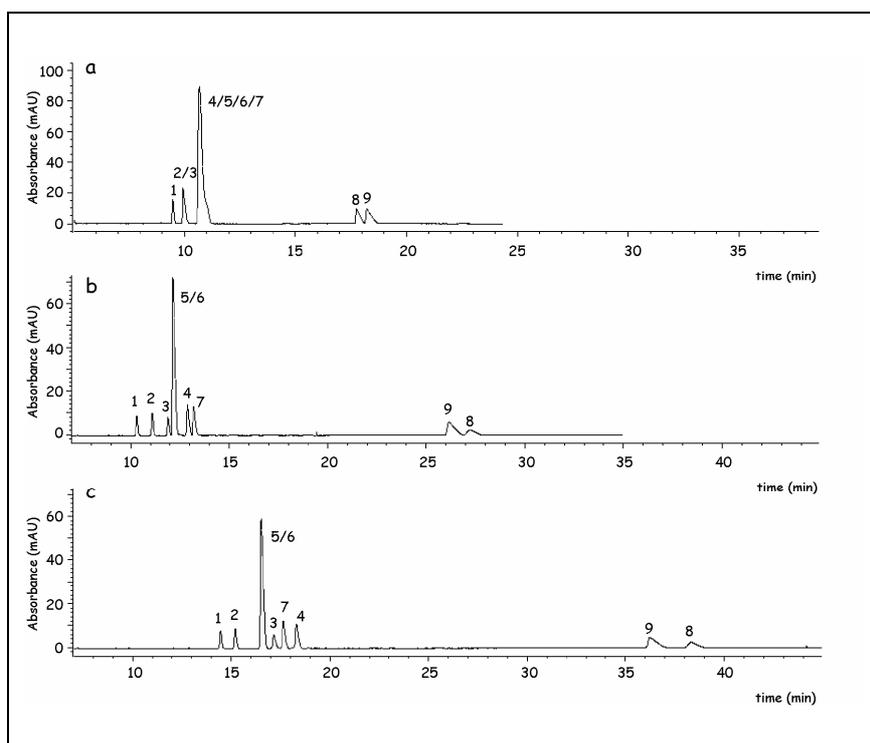 a
Absorbance (mAU)
100
80
60
40
20
0
1
2/3
4/5/6/7
8 9
10 15 20 25 30 35
time (min)
b
Absorbance (mAU)
60
40
20
0
1 2 3
5/6
4 7
9 8
10 15 20 25 35 40
time (min)
c
Absorbance (mAU)
60
40
20
0
1 2
5/6
3 7 4
9 8
10 15 20 25 30 35 40
time (min)